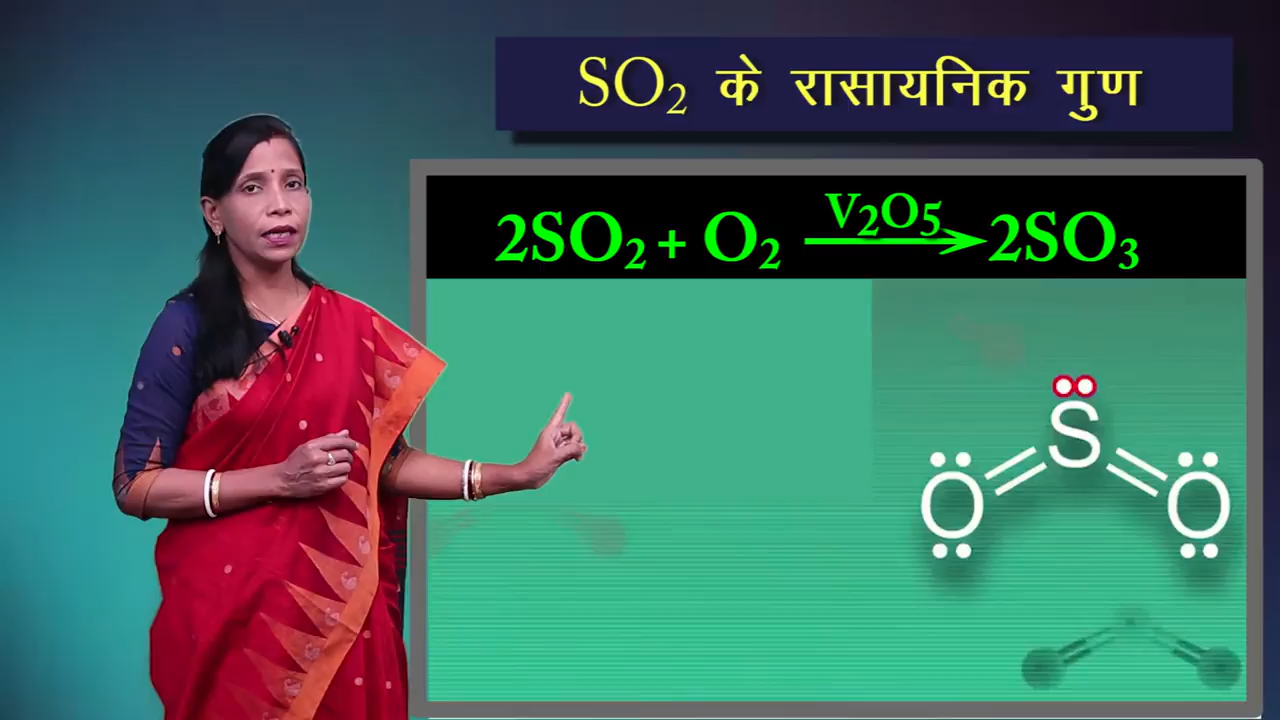 SO₂ के रासायनिक गुण
V₂O₅
2SO₂ + O₂ → 2SO₃
S
O O